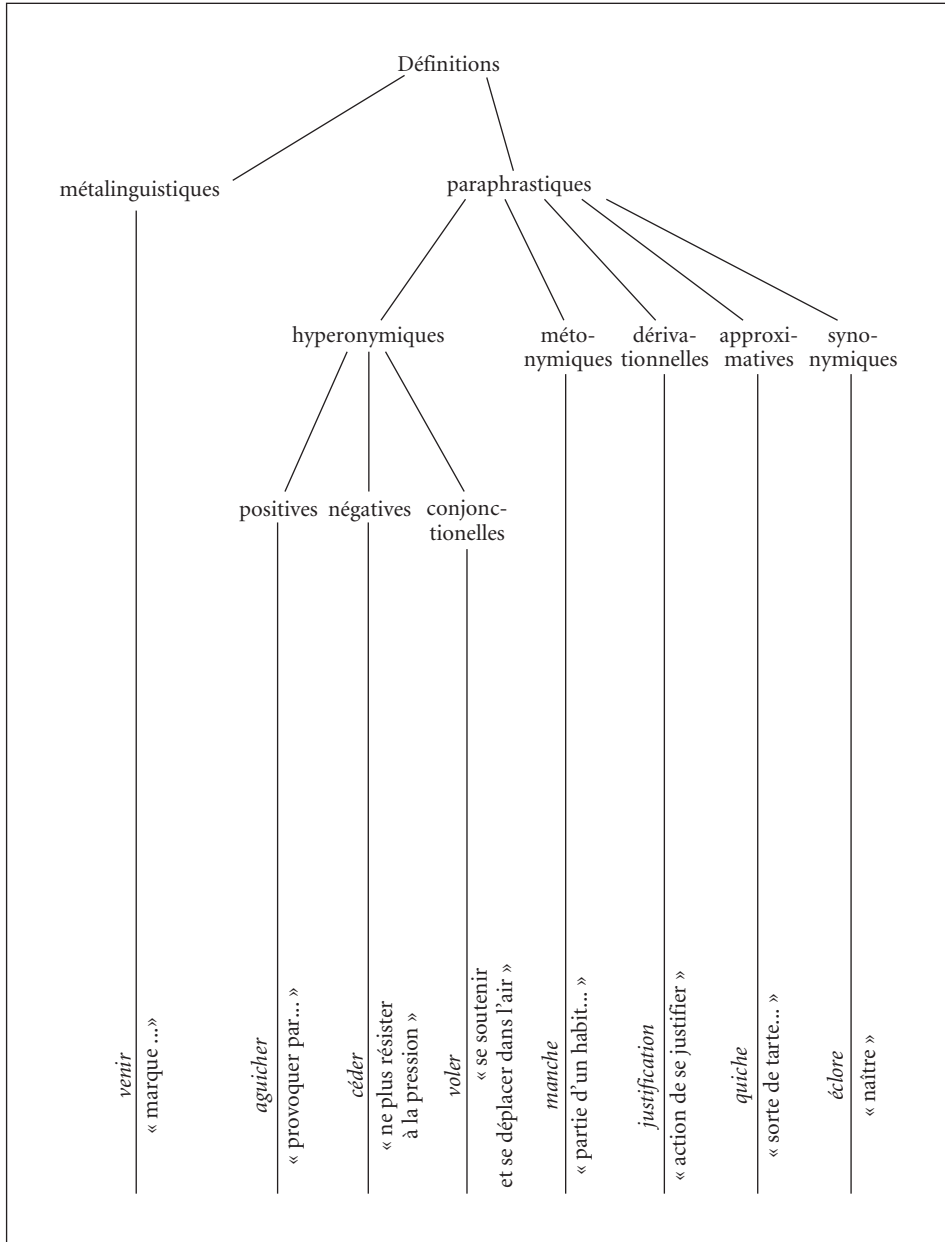 Définitions
métalinguistiques
paraphrastiques
hyperonymiques
méto-
nymiques
dériva-
tionnelles
approxi-
matives
syno-
nymiques
positives
négatives
conjonc-
tionelles
venir
« marque ...»
aguicher
« provoquer par... »
céder
« ne plus résister
à la pression »
voler
« se soutenir
et se déplacer dans l'air »
manche
« partie d'un habit... »
justification
« action de se justifier »
quiche
« sorte de tarte... »
éclore
« naître »